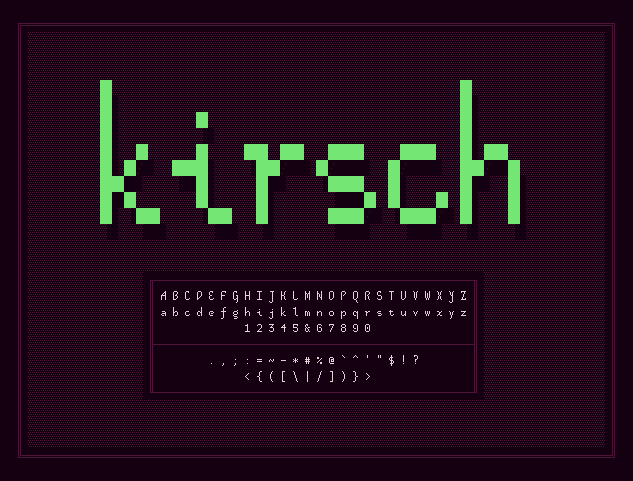 kirsch
A B C D E F G H I J K L M N O P Q R S T U V W X Y Z
a b c d e f g h i j k l m n o p q r s t u v w x y z
1 2 3 4 5 & 6 7 8 9 0
. , ; : = ~ - * # % @ ` ^ ' " $ ! ?
< { ( [ \ | / ] ) } >